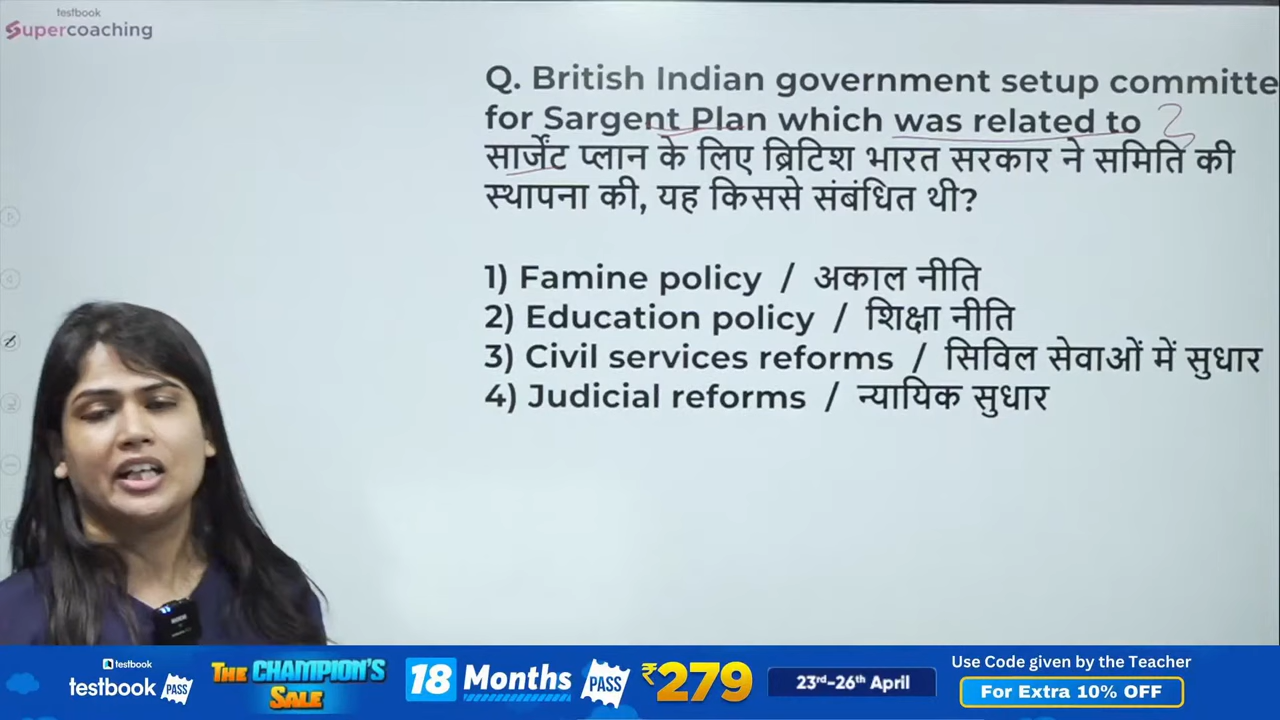 testbook
Supercoaching
Q. British Indian government setup committe
for Sargent Plan which was related to
सार्जेंट प्लान के लिए ब्रिटिश भारत सरकार ने समिति की
स्थापना की, यह किससे संबंधित थी?
1) Famine policy / अकाल नीति
2) Education policy / शिक्षा नीति
3) Civil services reforms / सिविल सेवाओं में सुधार
4) Judicial reforms / न्यायिक सुधार
testbook
testbook PASS
THE CHAMPION'S
SALE
18 Months PASS ₹279
23rd-26th April
Use Code given by the Teacher
For Extra 10% OFF